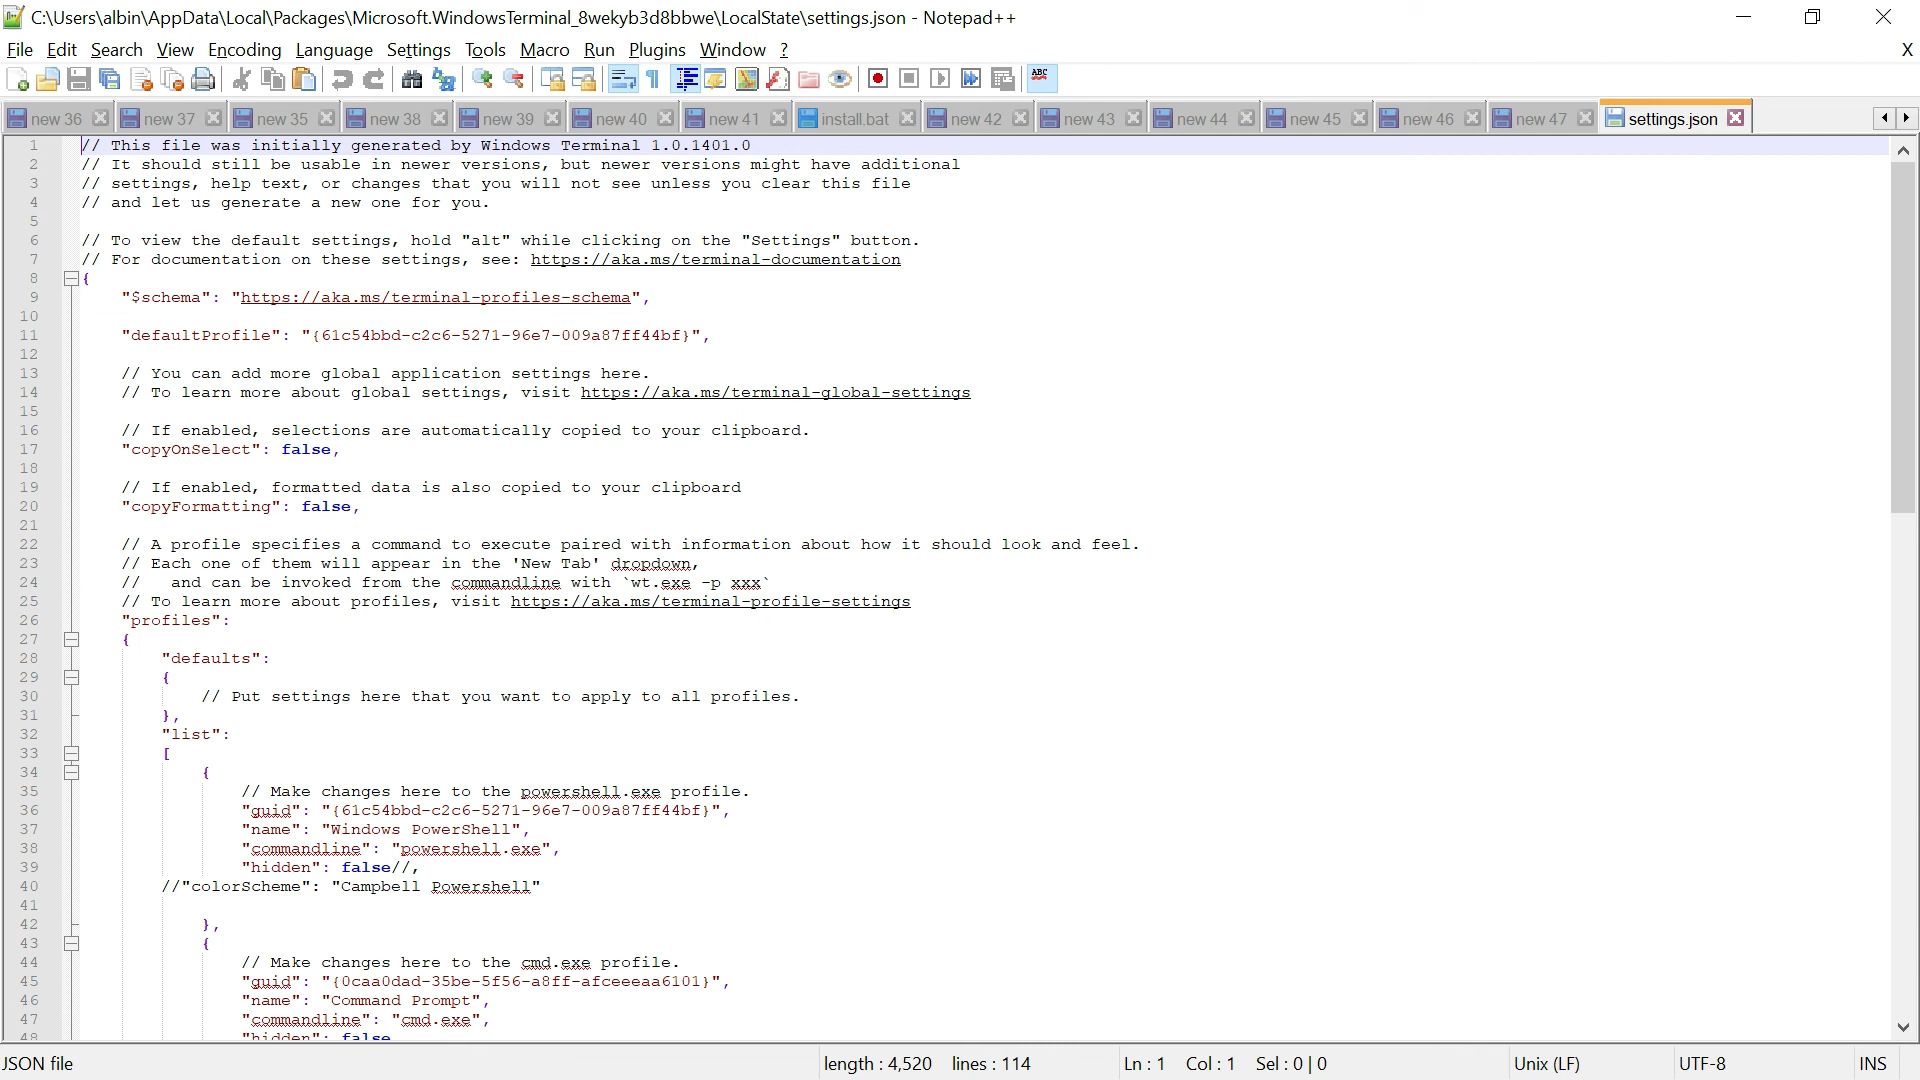 C:\Users\albin\AppData\Local\Packages\Microsoft.WindowsTerminal_8wekyb3d8bbwe\LocalState\settings.json - Notepad++
File Edit Search View Encoding Language Settings Tools Macro Run Plugins Window ? X
ABC
new 36 new 37 new 35 new 38 new 39 new 40 new 41 install.bat new 42 new 43 new 44 new 45 new 46 new 47 settings.json
1 // This file was initially generated by Windows Terminal 1.0.1401.0
2 // It should still be usable in newer versions, but newer versions might have additional
3 // settings, help text, or changes that you will not see unless you clear this file
4 // and let us generate a new one for you.
5
6 // To view the default settings, hold "alt" while clicking on the "Settings" button.
7 // For documentation on these settings, see: https://aka.ms/terminal-documentation
8 {
9 "$schema": "https://aka.ms/terminal-profiles-schema",
10
11 "defaultProfile": "{61c54bbd-c2c6-5271-96e7-009a87ff44bf}",
12
13 // You can add more global application settings here.
14 // To learn more about global settings, visit https://aka.ms/terminal-global-settings
15
16 // If enabled, selections are automatically copied to your clipboard.
17 "copyOnSelect": false,
18
19 // If enabled, formatted data is also copied to your clipboard
20 "copyFormatting": false,
21
22 // A profile specifies a command to execute paired with information about how it should look and feel.
23 // Each one of them will appear in the 'New Tab' dropdown,
24 //   and can be invoked from the commandline with `wt.exe -p xxx`
25 // To learn more about profiles, visit https://aka.ms/terminal-profile-settings
26 "profiles":
27 {
28 "defaults":
29 {
30 // Put settings here that you want to apply to all profiles.
31 },
32 "list":
33 [
34 {
35 // Make changes here to the powershell.exe profile.
36 "guid": "{61c54bbd-c2c6-5271-96e7-009a87ff44bf}",
37 "name": "Windows PowerShell",
38 "commandline": "powershell.exe",
39 "hidden": false//,
40 //"colorScheme": "Campbell Powershell"
41
42 },
43 {
44 // Make changes here to the cmd.exe profile.
45 "guid": "{0caa0dad-35be-5f56-a8ff-afceeeaa6101}",
46 "name": "Command Prompt",
47 "commandline": "cmd.exe",
48 "hidden": false
JSON file length : 4,520 lines : 114 Ln : 1 Col : 1 Sel : 0 | 0 Unix (LF) UTF-8 INS